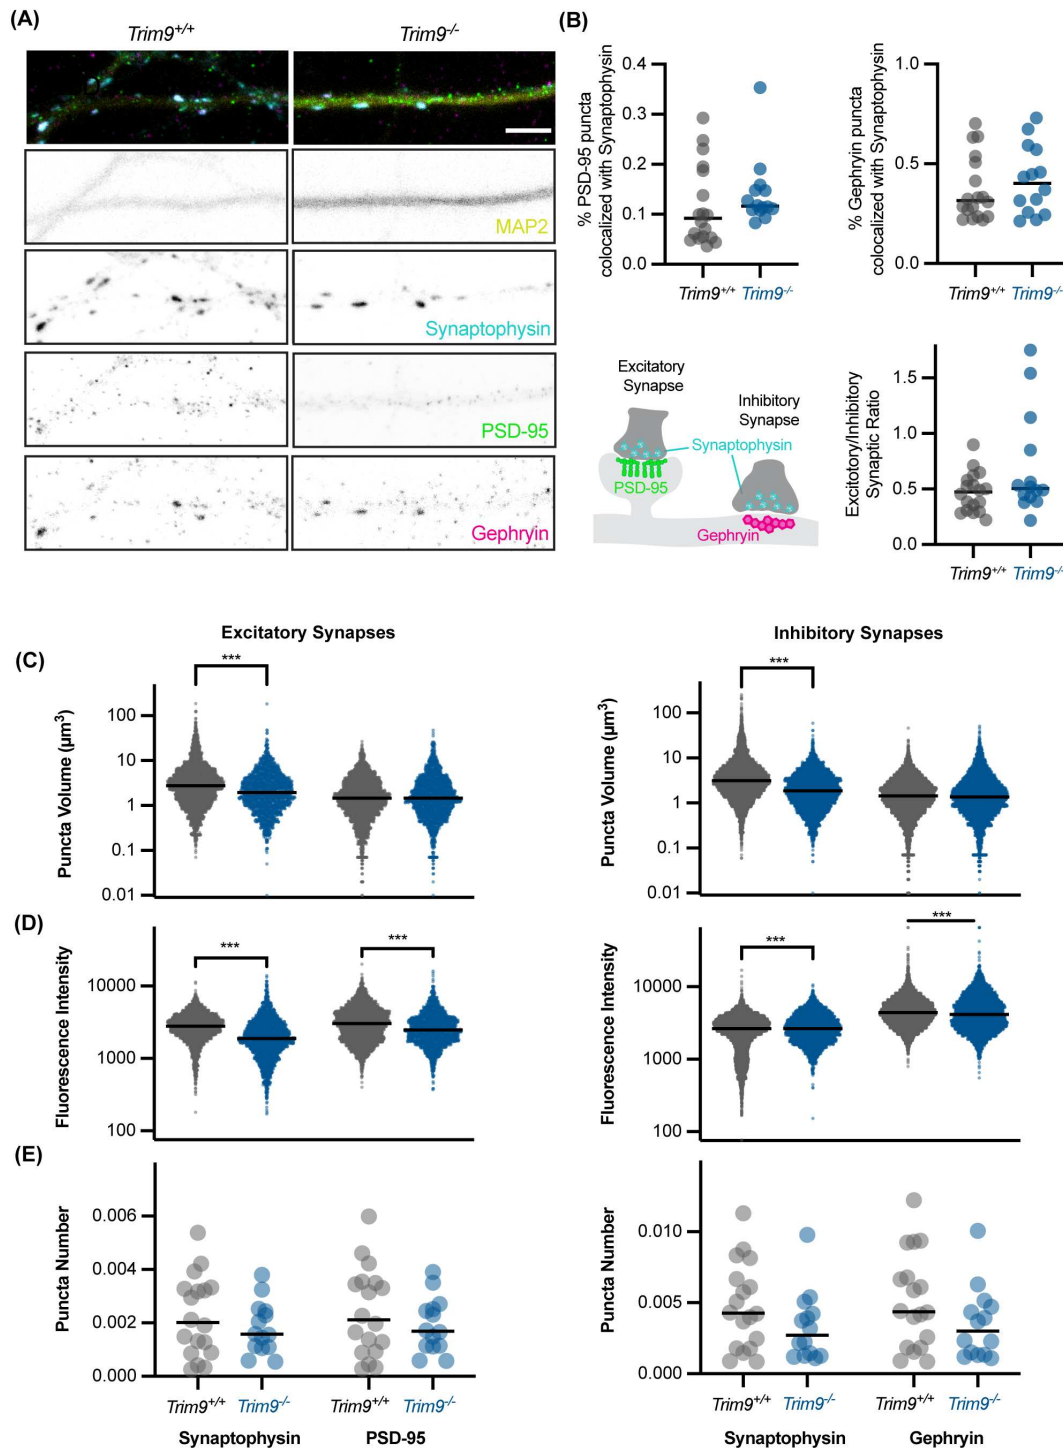 (A)
Trim9+/+
Trim9-/-
MAP2
Synaptophysin
PSD-95
Gephryin
(B)
% PSD-95 puncta
colocalized with Synaptophysin
0.4
0.3
0.2
0.1
0.0
Trim9+/+
Trim9-/-
% Gephryin puncta
colocalized with Synaptophysin
1.0
0.5
0.0
Trim9+/+
Trim9-/-
Excitatory
Synapse
Inhibitory
Synapse
Synaptophysin
PSD-95
Gephryin
Excitotory/Inhibitory
Synaptic Ratio
1.5
1.0
0.5
0.0
Trim9+/+
Trim9-/-
Excitatory Synapses
Inhibitory Synapses
(C)
Puncta Volume (µm3)
100
10
1
0.1
0.01
***
Puncta Volume (µm3)
100
10
1
0.1
0.01
***
(D)
Fluorescence Intensity
10000
1000
100
***
***
Fluorescence Intensity
10000
1000
100
***
***
(E)
Puncta Number
0.006
0.004
0.002
0.000
Trim9+/+
Trim9-/-
Trim9+/+
Trim9-/-
Synaptophysin
PSD-95
Puncta Number
0.010
0.005
0.000
Trim9+/+
Trim9-/-
Trim9+/+
Trim9-/-
Synaptophysin
Gephryin